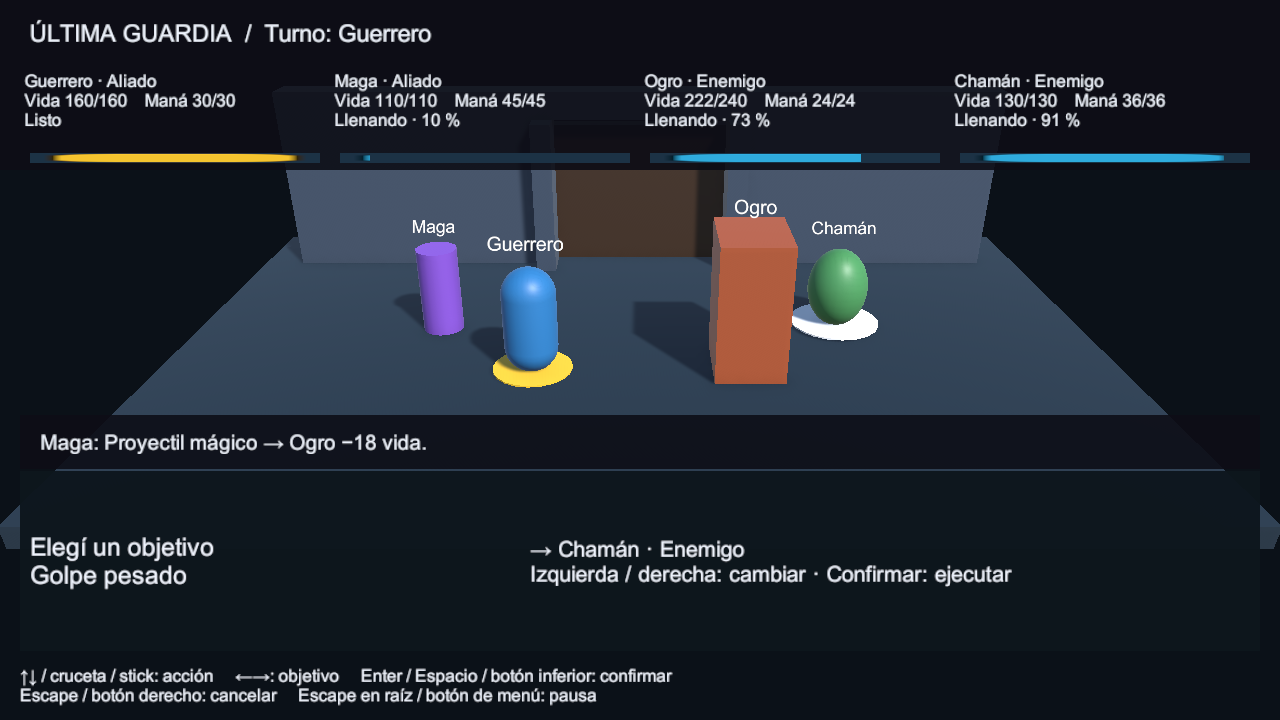 ÚLTIMA GUARDIA / Turno: Guerrero
Guerrero · Aliado
Vida 160/160 Maná 30/30
Listo
Maga · Aliado
Vida 110/110 Maná 45/45
Llenando · 10 %
Ogro · Enemigo
Vida 222/240 Maná 24/24
Llenando · 73 %
Chamán · Enemigo
Vida 130/130 Maná 36/36
Llenando · 91 %
Maga
Guerrero
Ogro
Chamán
Maga: Proyectil mágico → Ogro −18 vida.
Elegí un objetivo
Golpe pesado
→ Chamán · Enemigo
Izquierda / derecha: cambiar · Confirmar: ejecutar
↑↓ / cruceta / stick: acción ←→: objetivo Enter / Espacio / botón inferior: confirmar
Escape / botón derecho: cancelar Escape en raíz / botón de menú: pausa